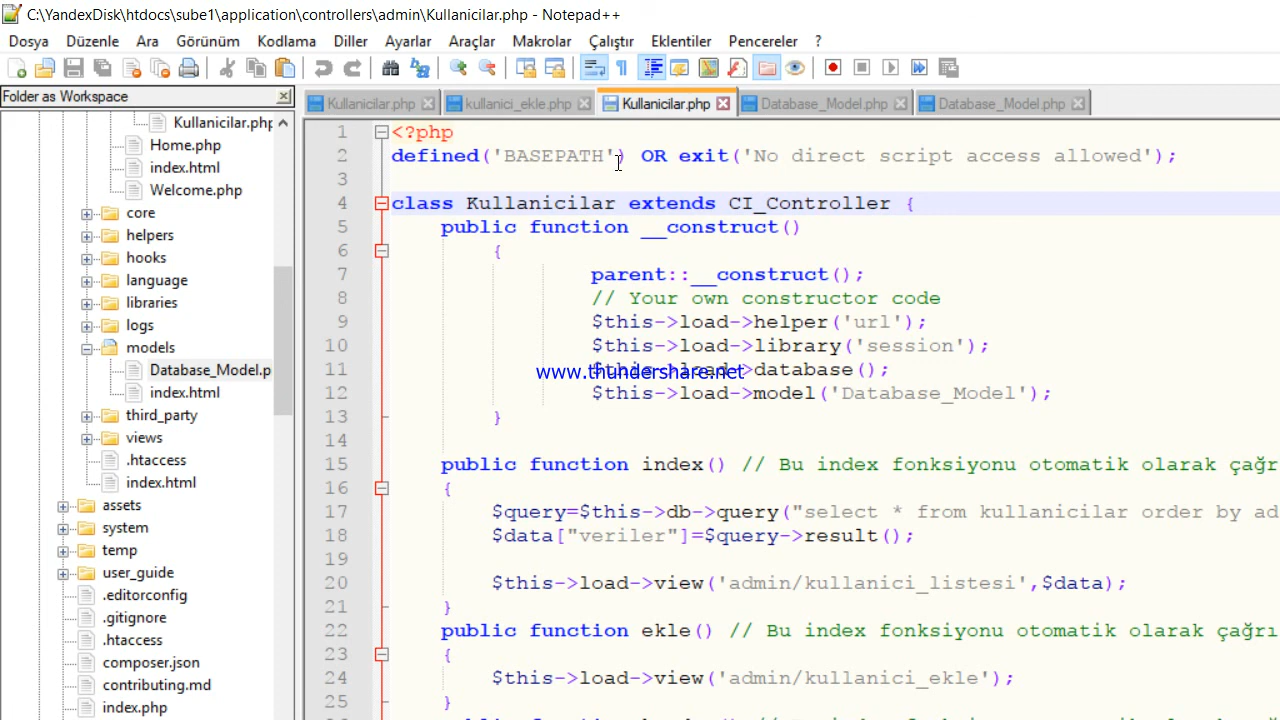 C:\YandexDisk\htdocs\sube1\application\controllers\admin\Kullanicilar.php - Notepad++
Dosya Düzenle Ara Görünüm Kodlama Diller Ayarlar Araçlar Makrolar Çalıştır Eklentiler Pencereler ?
Folder as Workspace
Kullanicilar.php
Home.php
index.html
Welcome.php
core
helpers
hooks
language
libraries
logs
models
Database_Model.p
index.html
third_party
views
.htaccess
index.html
assets
system
temp
user_guide
.editorconfig
.gitignore
.htaccess
composer.json
contributing.md
index.php
Kullanicilar.php kullanici_ekle.php Kullanicilar.php Database_Model.php Database_Model.php
1 <?php
2 defined('BASEPATH') OR exit('No direct script access allowed');
3
4 class Kullanicilar extends CI_Controller {
5 public function __construct()
6 {
7 parent::__construct();
8 // Your own constructor code
9 $this->load->helper('url');
10 $this->load->library('session');
11 $this->load->database();
www.thundershare.net
12 $this->load->model('Database_Model');
13 }
14
15 public function index() // Bu index fonksiyonu otomatik olarak çağr
16 {
17 $query=$this->db->query("select * from kullanicilar order by ad
18 $data["veriler"]=$query->result();
19
20 $this->load->view('admin/kullanici_listesi',$data);
21 }
22 public function ekle() // Bu index fonksiyonu otomatik olarak çağrı
23 {
24 $this->load->view('admin/kullanici_ekle');
25 }